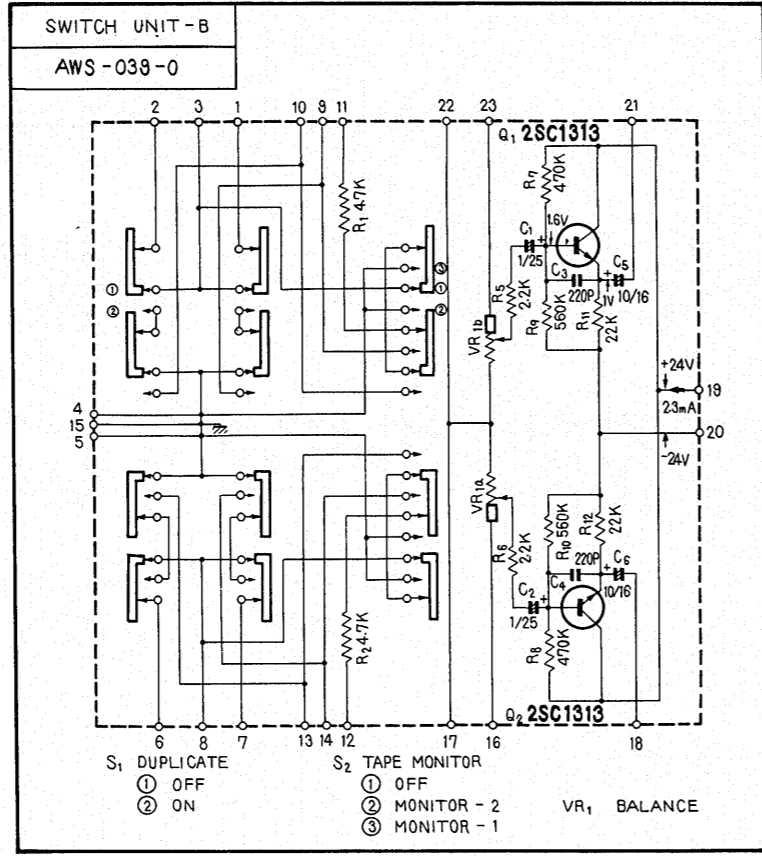 SWITCH UNIT-B
AWS-039-0
2 3 1 10 9 11 22 23 21
Q1 2SC1313
R7 470K
R1 4.7K
1.6V
C1 1/25
C3 220P
C5 10/16
1V
③
①
②
①
②
R5 2.2K
R9 560K
R11 22K
VR1b
+24V
19
23mA
4
15
5
20
-24V
VR1a
R6 2.2K
R10 560K
R12 22K
220P
C4
C6 10/16
C2 1/25
R2 4.7K
R8 470K
Q2 2SC1313
6 8 7 13 14 12 17 16 18
S1 DUPLICATE
① OFF
② ON
S2 TAPE MONITOR
① OFF
② MONITOR - 2
③ MONITOR - 1
VR1 BALANCE